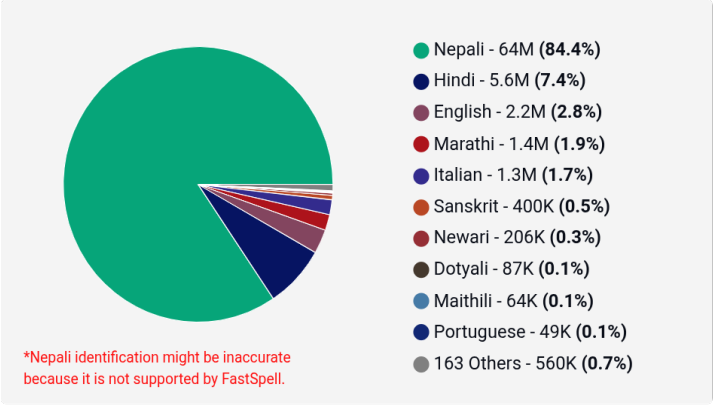 Nepali - 64M (84.4%)
Hindi - 5.6M (7.4%)
English - 2.2M (2.8%)
Marathi - 1.4M (1.9%)
Italian - 1.3M (1.7%)
Sanskrit - 400K (0.5%)
Newari - 206K (0.3%)
Dotyali - 87K (0.1%)
Maithili - 64K (0.1%)
Portuguese - 49K (0.1%)
163 Others - 560K (0.7%)
*Nepali identification might be inaccurate
because it is not supported by FastSpell.